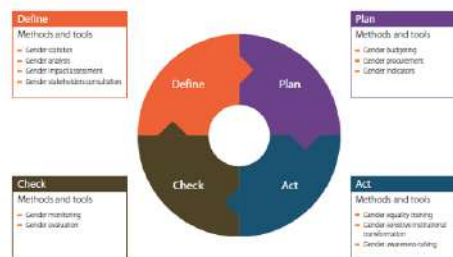 Define
Methods and tools
Gender statistics
Gender analysis
Gender impact assessment
Gender stakeholders consultation
Plan
Methods and tools
Gender budgeting
Gender procurement
Gender indicators
Define
Plan
Check
Act
Check
Methods and tools
Gender monitoring
Gender evaluation
Act
Methods and tools
Gender equality training
Gender-sensitive institutional
transformation
Gender awareness-raising